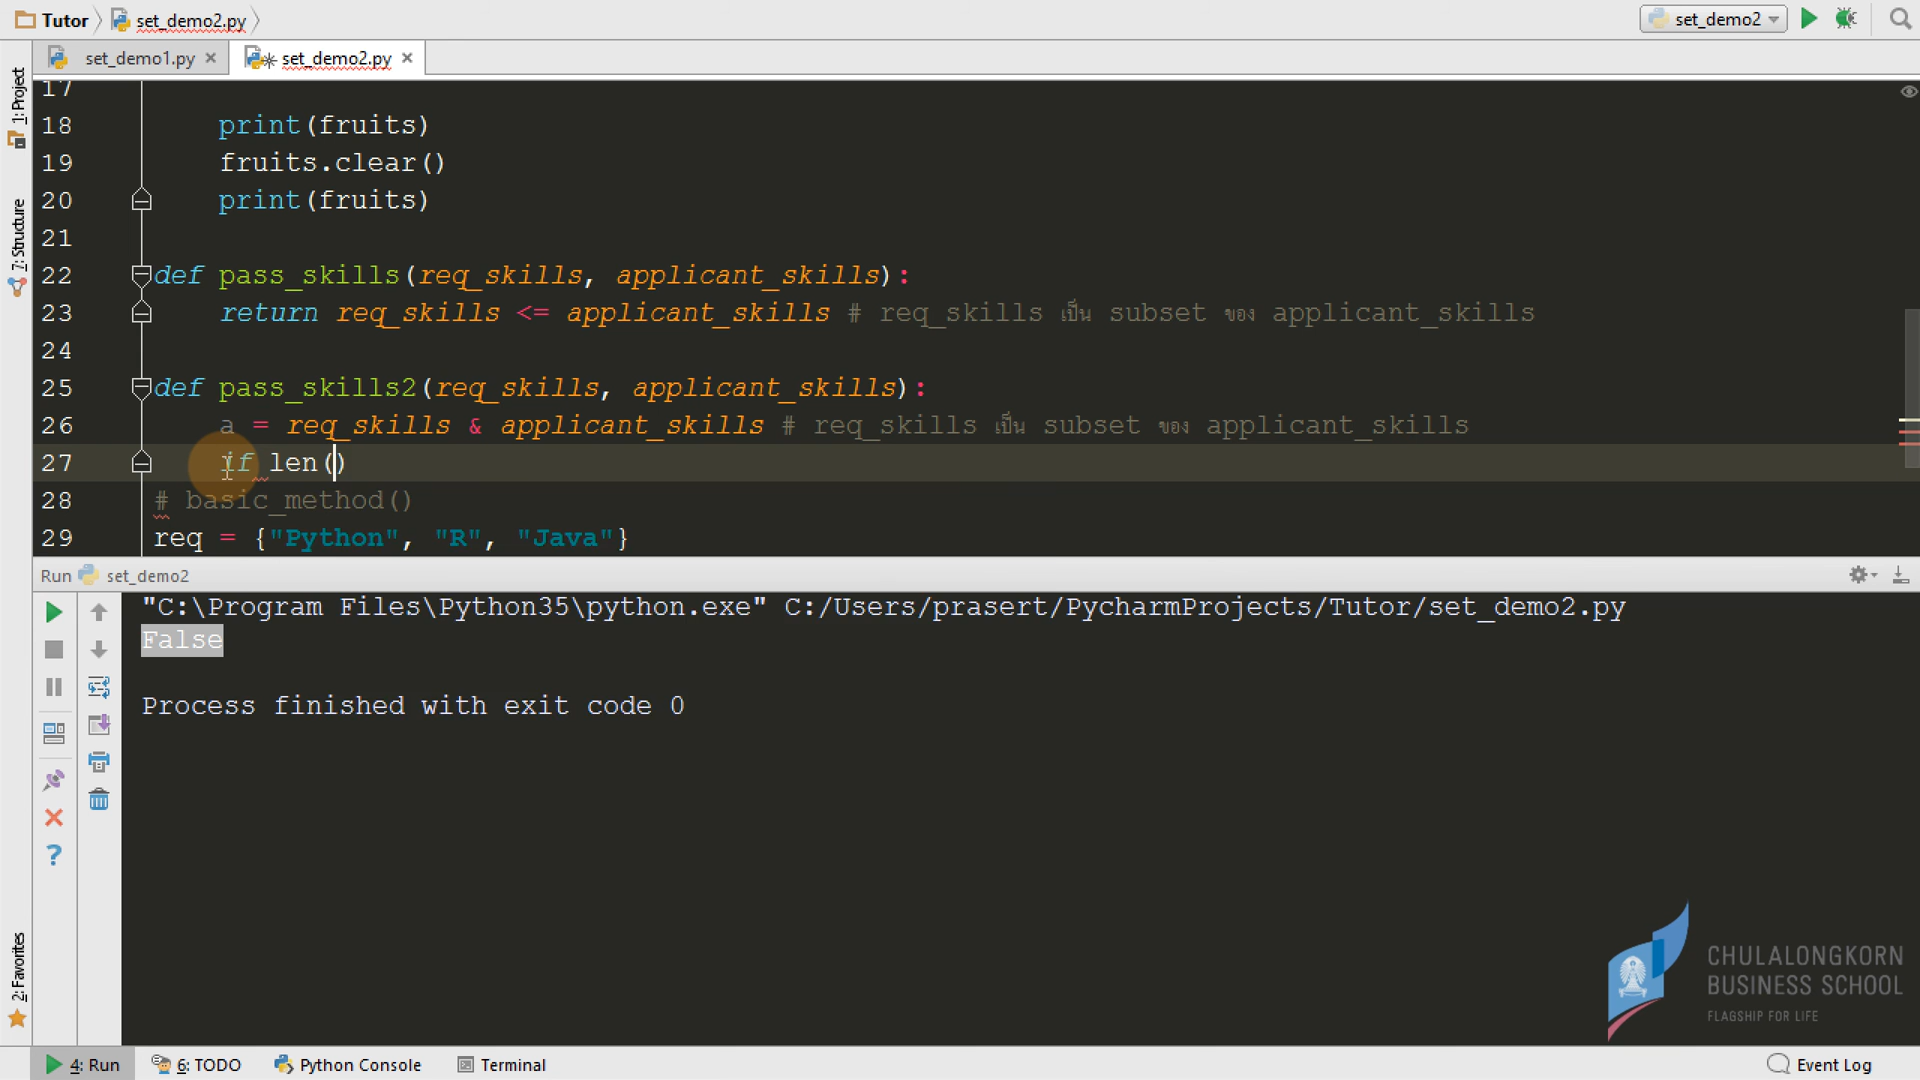 Tutor set_demo2.py set_demo2
set_demo1.py set_demo2.py
1: Project
7: Structure
2: Favorites
17
18 print(fruits)
19 fruits.clear()
20 print(fruits)
21
22 def pass_skills(req_skills, applicant_skills):
23 return req_skills <= applicant_skills # req_skills เป็น subset ของ applicant_skills
24
25 def pass_skills2(req_skills, applicant_skills):
26 a = req_skills & applicant_skills # req_skills เป็น subset ของ applicant_skills
27 if len()
28 # basic_method()
29 req = {"Python", "R", "Java"}
Run set_demo2
"C:\Program Files\Python35\python.exe" C:/Users/prasert/PycharmProjects/Tutor/set_demo2.py
False
Process finished with exit code 0
CHULALONGKORN
BUSINESS SCHOOL
FLAGSHIP FOR LIFE
4: Run 6: TODO Python Console Terminal Event Log